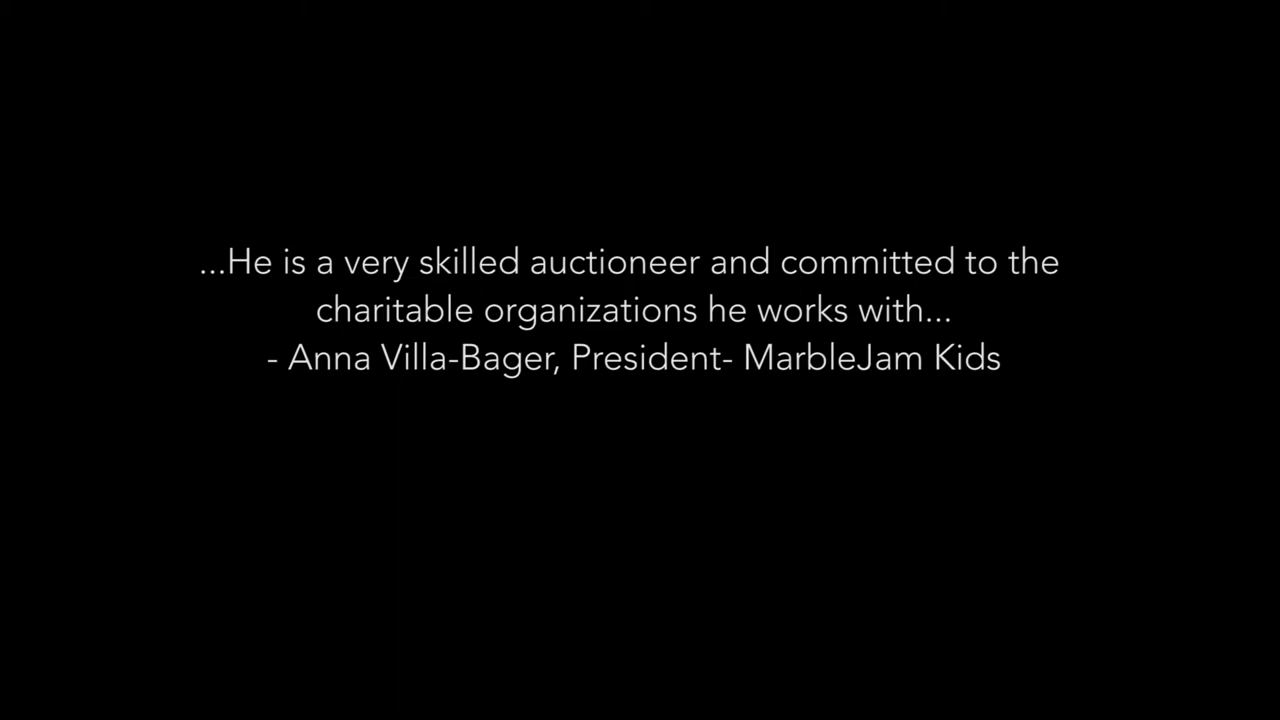 ...He is a very skilled auctioneer and committed to the
charitable organizations he works with...
- Anna Villa-Bager, President- MarbleJam Kids